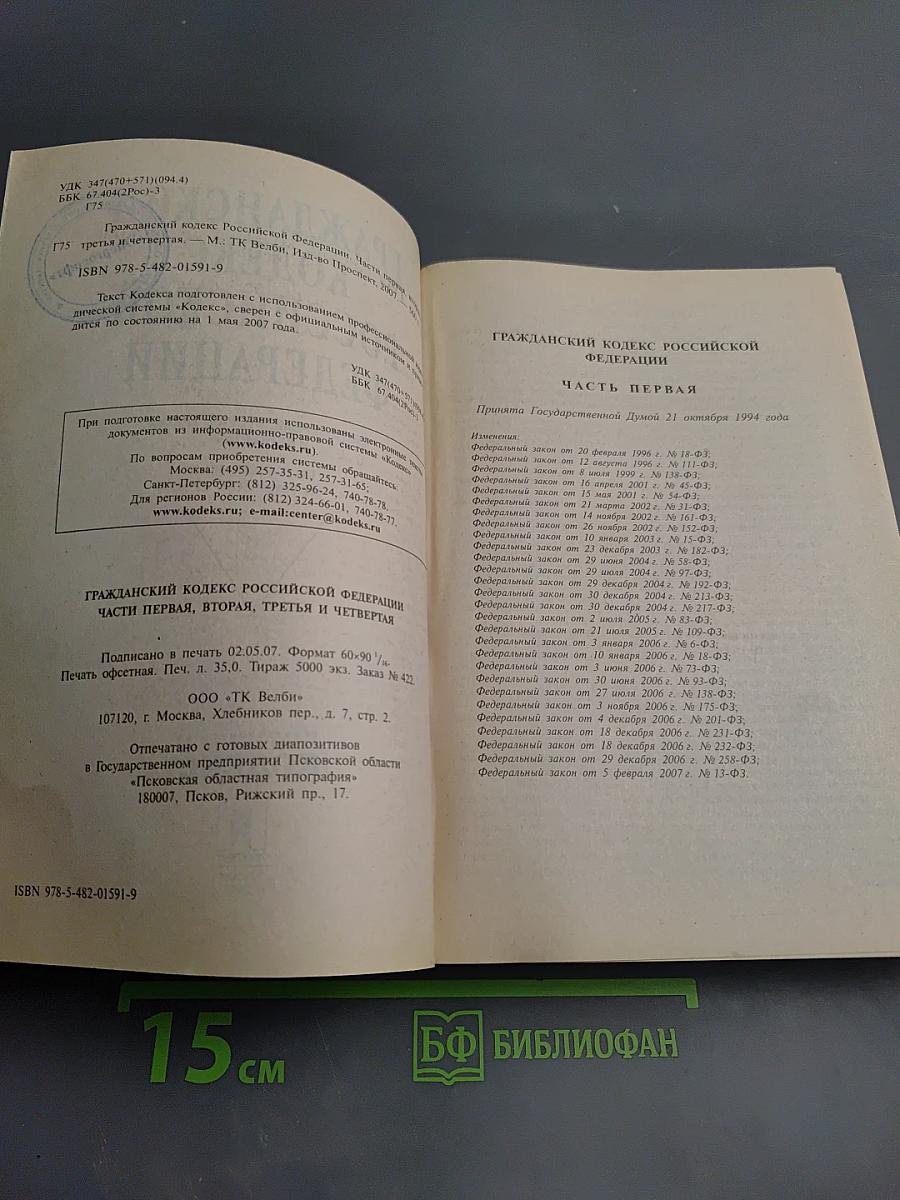 УДК 347(470+571)(094.4)
ББК 67.404(2Рос)-3
Г75
Гражданский кодекс Российской Федерации. Части первая,
Г75 третья и четвертая. — М.: ТК Велби, Изд-во Проспект, 2007.
ISBN 978-5-482-01591-9
Текст Кодекса подготовлен с использованием профессиональной
дической системы «Кодекс», сверен с официальным источником и
дится по состоянию на 1 мая 2007 года.
УДК 347(470+571)(094.4)
ББК 67.404(2Рос)-3
При подготовке настоящего издания использованы электронные
документов из информационно-правовой системы «Кодекс»
(www.kodeks.ru).
По вопросам приобретения системы обращайтесь:
Москва: (495) 257-35-31, 257-31-65;
Санкт-Петербург: (812) 325-96-24, 740-78-78.
Для регионов России: (812) 324-66-01, 740-78-77.
www.kodeks.ru; e-mail:center@kodeks.ru
ГРАЖДАНСКИЙ КОДЕКС РОССИЙСКОЙ ФЕДЕРАЦИИ
ЧАСТИ ПЕРВАЯ, ВТОРАЯ, ТРЕТЬЯ И ЧЕТВЕРТАЯ
Подписано в печать 02.05.07. Формат 60×90 1/16.
Печать офсетная. Печ. л. 35,0. Тираж 5000 экз. Заказ № 422.
ООО «ТК Велби»
107120, г. Москва, Хлебников пер., д. 7, стр. 2.
Отпечатано с готовых диапозитивов
в Государственном предприятии Псковской области
«Псковская областная типография»
180007, Псков, Рижский пр., 17.
ISBN 978-5-482-01591-9
ГРАЖДАНСКИЙ КОДЕКС РОССИЙСКОЙ
ФЕДЕРАЦИИ
ЧАСТЬ ПЕРВАЯ
Принята Государственной Думой 21 октября 1994 года
Изменения:
Федеральный закон от 20 февраля 1996 г. № 18-ФЗ;
Федеральный закон от 12 августа 1996 г. № 111-ФЗ;
Федеральный закон от 8 июля 1999 г. № 138-ФЗ;
Федеральный закон от 16 апреля 2001 г. № 45-ФЗ;
Федеральный закон от 15 мая 2001 г. № 54-ФЗ;
Федеральный закон от 21 марта 2002 г. № 31-ФЗ;
Федеральный закон от 14 ноября 2002 г. № 161-ФЗ;
Федеральный закон от 26 ноября 2002 г. № 152-ФЗ;
Федеральный закон от 10 января 2003 г. № 15-ФЗ;
Федеральный закон от 23 декабря 2003 г. № 182-ФЗ;
Федеральный закон от 29 июня 2004 г. № 58-ФЗ;
Федеральный закон от 29 июля 2004 г. № 97-ФЗ;
Федеральный закон от 29 декабря 2004 г. № 192-ФЗ;
Федеральный закон от 30 декабря 2004 г. № 213-ФЗ;
Федеральный закон от 30 декабря 2004 г. № 217-ФЗ;
Федеральный закон от 2 июля 2005 г. № 83-ФЗ;
Федеральный закон от 21 июля 2005 г. № 109-ФЗ;
Федеральный закон от 3 января 2006 г. № 6-ФЗ;
Федеральный закон от 10 января 2006 г. № 18-ФЗ;
Федеральный закон от 3 июня 2006 г. № 73-ФЗ;
Федеральный закон от 30 июня 2006 г. № 93-ФЗ;
Федеральный закон от 27 июля 2006 г. № 138-ФЗ;
Федеральный закон от 3 ноября 2006 г. № 175-ФЗ;
Федеральный закон от 4 декабря 2006 г. № 201-ФЗ;
Федеральный закон от 18 декабря 2006 г. № 231-ФЗ;
Федеральный закон от 18 декабря 2006 г. № 232-ФЗ;
Федеральный закон от 29 декабря 2006 г. № 258-ФЗ;
Федеральный закон от 5 февраля 2007 г. № 13-ФЗ.
15 см
БФ БИБЛИОФАН